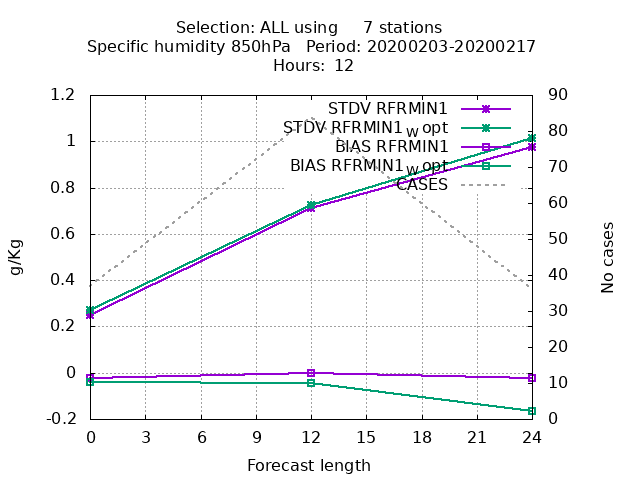 Selection: ALL using     7 stations
Specific humidity 850hPa   Period: 20200203-20200217
Hours:  12
STDV RFRMIN1
STDV RFRMIN1_W opt
BIAS RFRMIN1
BIAS RFRMIN1_W opt
CASES
g/Kg
1.2
1
0.8
0.6
0.4
0.2
0
-0.2
No cases
90
80
70
60
50
40
30
20
10
0
0 3 6 9 12 15 18 21 24
Forecast length